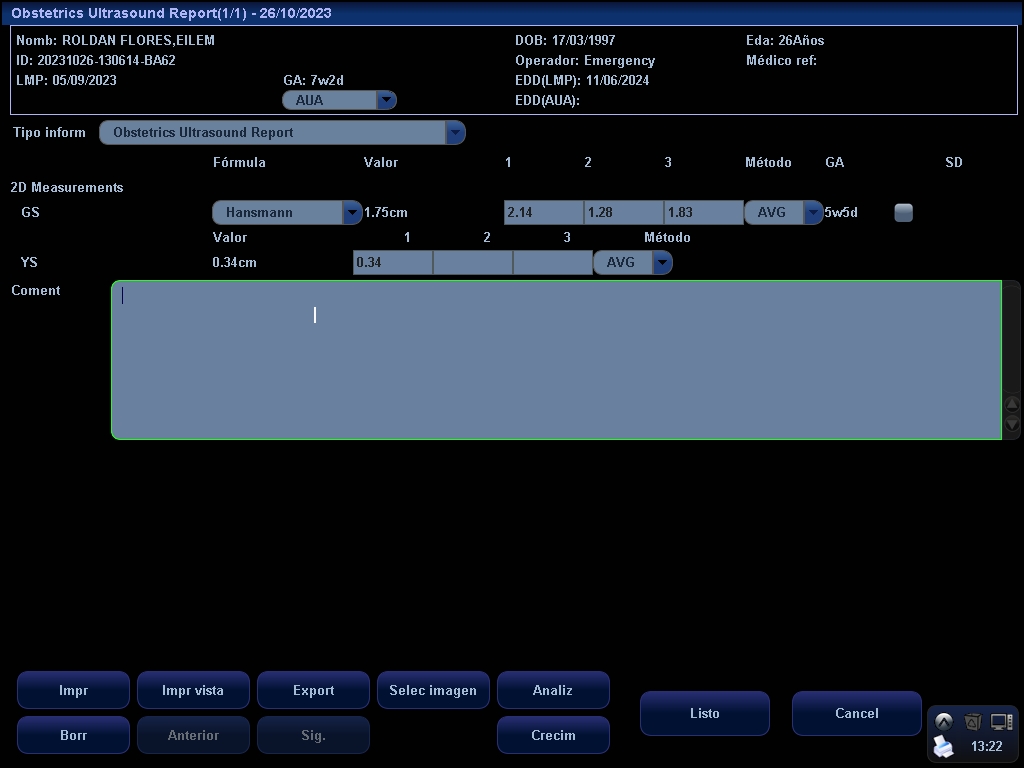 Obstetrics Ultrasound Report(1/1) - 26/10/2023
Nomb: ROLDAN FLORES,EILEM DOB: 17/03/1997 Eda: 26Años
ID: 20231026-130614-BA62 Operador: Emergency Médico ref:
LMP: 05/09/2023 GA: 7w2d EDD(LMP): 11/06/2024
AUA EDD(AUA):
Tipo inform Obstetrics Ultrasound Report
Fórmula Valor 1 2 3 Método GA SD
2D Measurements
GS Hansmann 1.75cm 2.14 1.28 1.83 AVG 5w5d
Valor 1 2 3 Método
YS 0.34cm 0.34 AVG
Coment
Impr Impr vista Export Selec imagen Analiz
Listo Cancel
Borr Anterior Sig. Crecim
13:22